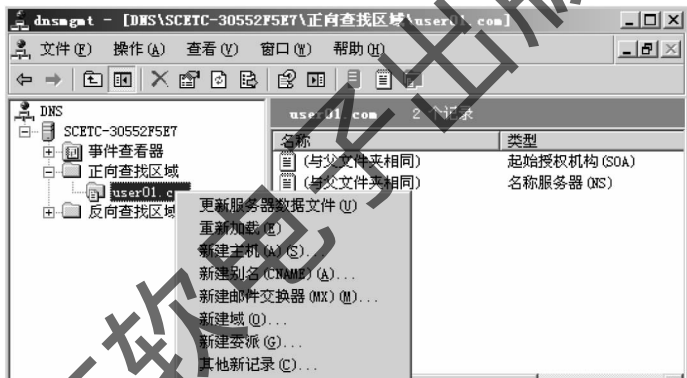 dnsmgmt - [DNS\SCETC-30552F5E7\正向查找区域\user01.com]
文件(F) 操作(A) 查看(V) 窗口(W) 帮助(H)
DNS
SCETC-30552F5E7
事件查看器
正向查找区域
user01.c
反向查找区域
user01.com 2 个记录
名称 类型
(与父文件夹相同) 起始授权机构(SOA)
(与父文件夹相同) 名称服务器(NS)
更新服务器数据文件(U)
重新加载(E)
新建主机(A)(S)...
新建别名(CNAME)(A)...
新建邮件交换器(MX)(M)...
新建域(O)...
新建委派(G)...
其他新记录(C)...
软电子出版